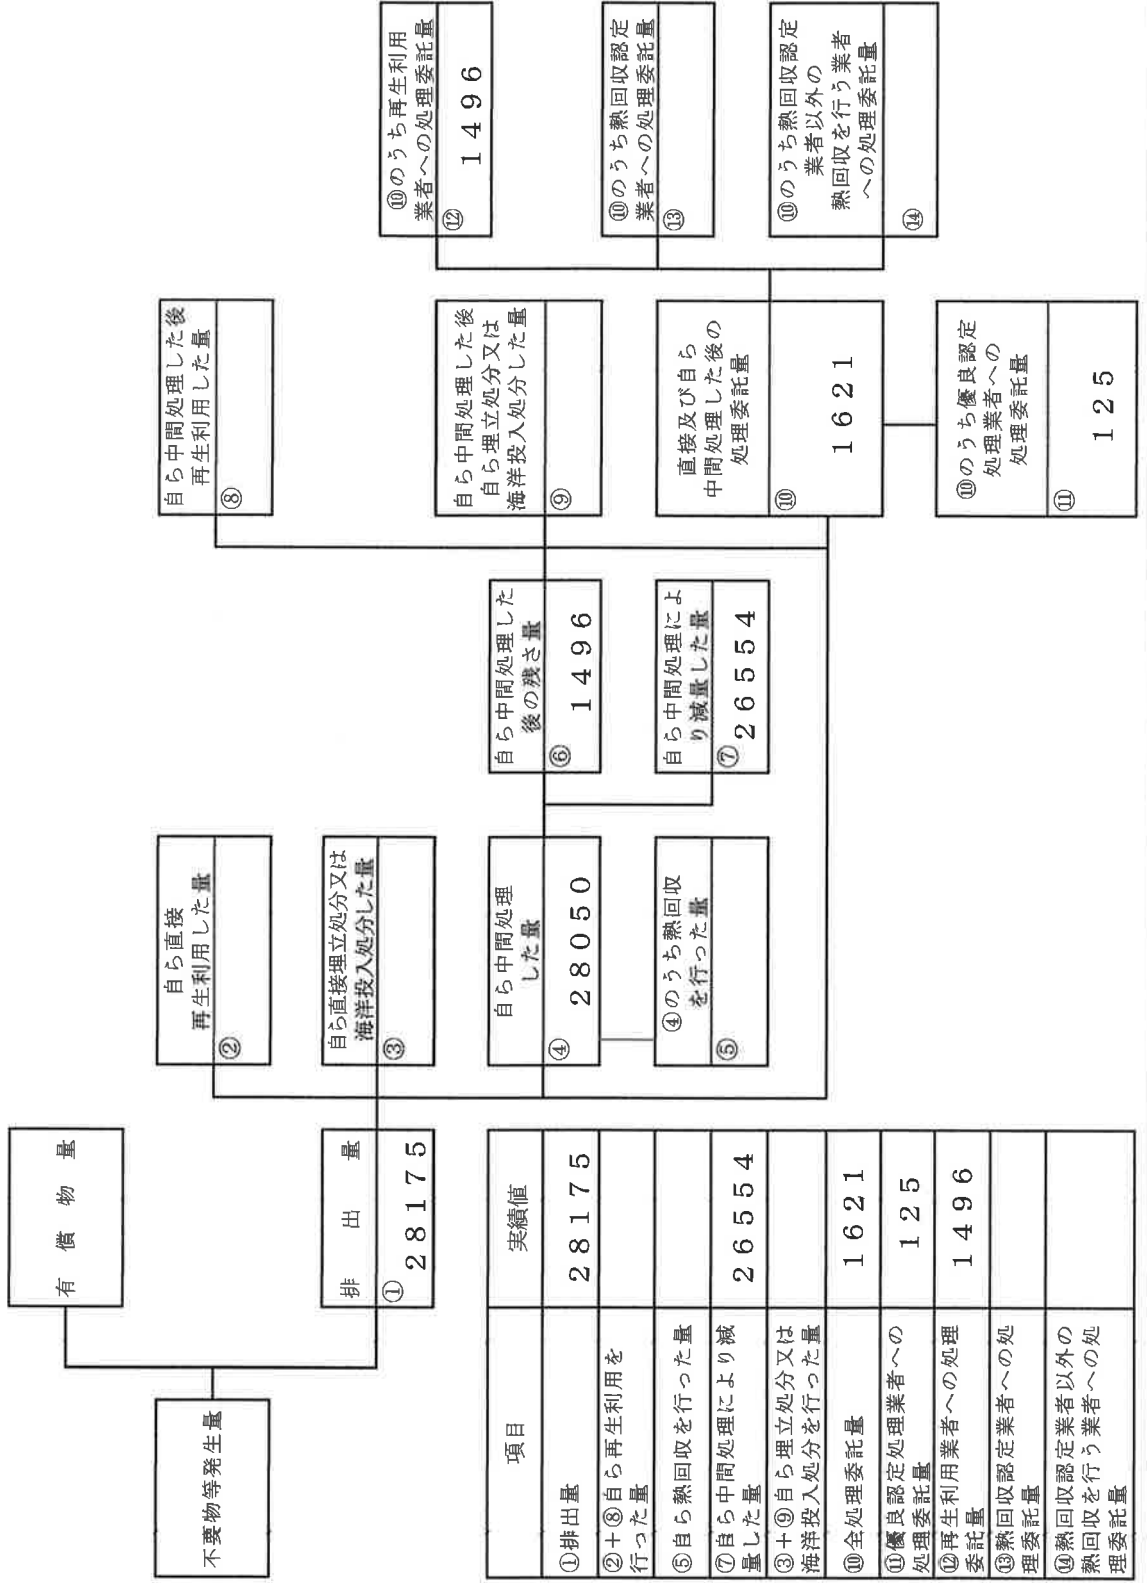 不要物等発生量
有償物量
排出量
① 28175
自ら直接
再生利用した量
②
自ら直接埋立処分又は
海洋投入処分した量
③
自ら中間処理
した量
④ 28050
④のうち熱回収
を行った量
⑤
自ら中間処理した
後の残さ量
⑥ 1496
自ら中間処理によ
り減量した量
⑦ 26554
自ら中間処理した後
再生利用した量
⑧
自ら中間処理した後
自ら埋立処分又は
海洋投入処分した量
⑨
直接及び自ら
中間処理した後の
処理委託量
⑩ 1621
⑩のうち優良認定
処理業者への
処理委託量
⑪ 125
⑩のうち再生利用
業者への処理委託量
⑫ 1496
⑩のうち熱回収認定
業者への処理委託量
⑬
⑩のうち熱回収認定
業者以外の
熱回収を行う業者
への処理委託量
⑭
項目 実績値
①排出量 28175
②+⑧自ら再生利用を
行った量
⑤自ら熱回収を行った量
⑦自ら中間処理により減
量した量 26554
③+⑨自ら埋立処分又は
海洋投入処分を行った量
⑩全処理委託量 1621
⑪優良認定処理業者への
処理委託量 125
⑫再生利用業者への処理
委託量 1496
⑬熱回収認定業者への処
理委託量
⑭熱回収認定業者以外の
熱回収を行う業者への処
理委託量